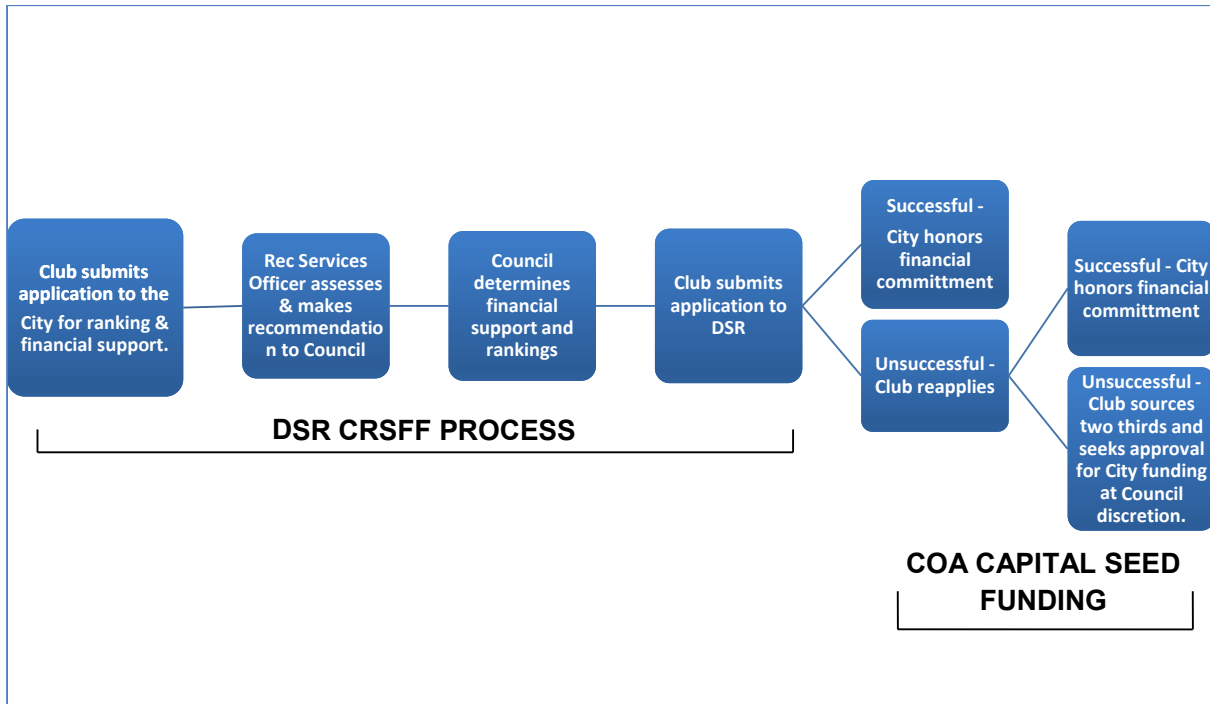 Club submits
application to the
City for ranking &
financial support.
Rec Services
Officer assesses
& makes
recommendatio
n to Council
Council
determines
financial
support and
rankings
Club submits
application to
DSR
Successful -
City honors
financial
committment
Unsuccessful -
Club reapplies
Successful - City
honors financial
committment
Unsuccessful -
Club sources
two thirds and
seeks approval
for City funding
at Council
discretion.
DSR CRSFF PROCESS
COA CAPITAL SEED
FUNDING